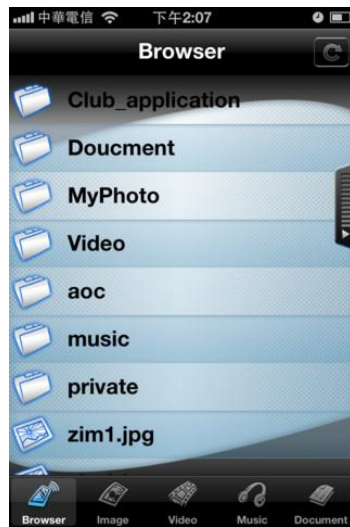 中華電信 下午2:07
Browser
Club_application
Doucment
MyPhoto
Video
aoc
music
private
zim1.jpg
Browser Image Video Music Document